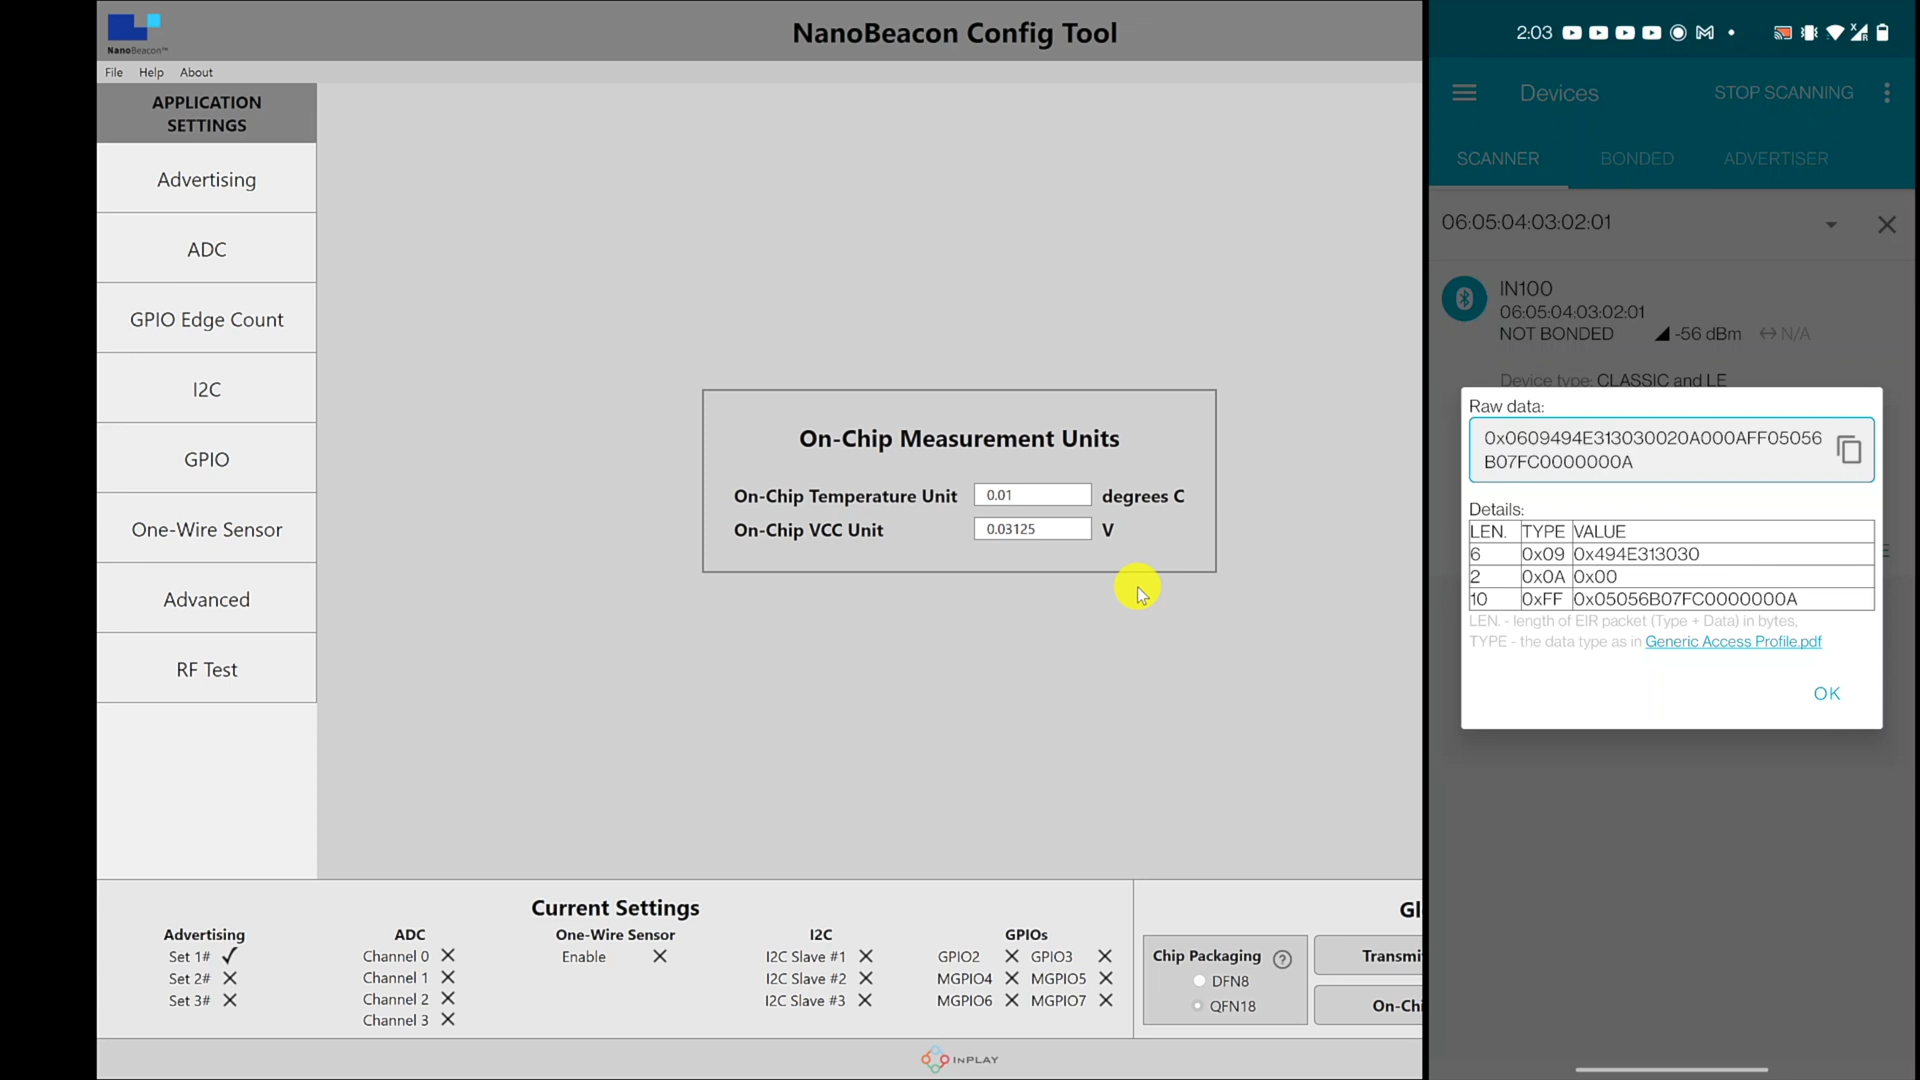 NanoBeacon™
NanoBeacon Config Tool
File Help About
APPLICATION
SETTINGS
Advertising
ADC
GPIO Edge Count
I2C
GPIO
One-Wire Sensor
Advanced
RF Test
On-Chip Measurement Units
On-Chip Temperature Unit 0.01 degrees C
On-Chip VCC Unit 0.03125 V
Current Settings
Advertising
Set 1#
Set 2#
Set 3#
ADC
Channel 0
Channel 1
Channel 2
Channel 3
One-Wire Sensor
Enable
I2C
I2C Slave #1
I2C Slave #2
I2C Slave #3
GPIOs
GPIO2 GPIO3
MGPIO4 MGPIO5
MGPIO6 MGPIO7
Gl
Chip Packaging ?
DFN8
QFN18
Transmi
On-Chi
INPLAY
2:03
Devices STOP SCANNING
SCANNER BONDED ADVERTISER
06:05:04:03:02:01
IN100
06:05:04:03:02:01
NOT BONDED -56 dBm N/A
Device type: CLASSIC and LE
Raw data:
0x0609494E313030020A000AFF05056
B07FC0000000A
Details:
LEN. TYPE VALUE
6 0x09 0x494E313030
2 0x0A 0x00
10 0xFF 0x05056B07FC0000000A
LEN. - length of EIR packet (Type + Data) in bytes,
TYPE - the data type as in Generic Access Profile.pdf
OK